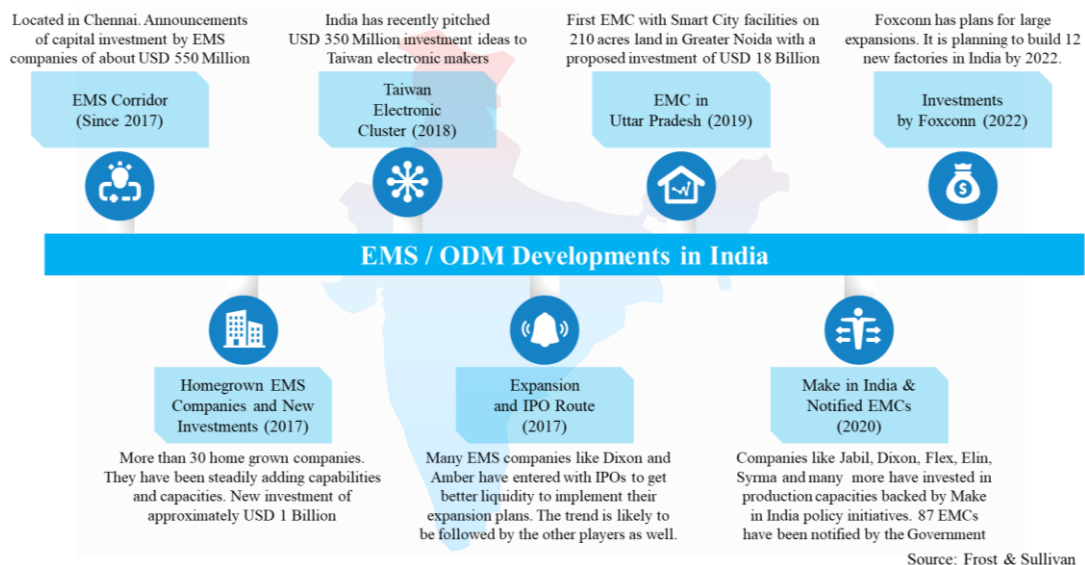 Located in Chennai. Announcements
of capital investment by EMS
companies of about USD 550 Million
EMS Corridor
(Since 2017)
India has recently pitched
USD 350 Million investment ideas to
Taiwan electronic makers
Taiwan
Electronic
Cluster (2018)
First EMC with Smart City facilities on
210 acres land in Greater Noida with a
proposed investment of USD 18 Billion
EMC in
Uttar Pradesh (2019)
Foxconn has plans for large
expansions. It is planning to build 12
new factories in India by 2022.
Investments
by Foxconn (2022)
EMS / ODM Developments in India
Homegrown EMS
Companies and New
Investments (2017)
More than 30 home grown companies.
They have been steadily adding capabilities
and capacities. New investment of
approximately USD 1 Billion
Expansion
and IPO Route
(2017)
Many EMS companies like Dixon and
Amber have entered with IPOs to get
better liquidity to implement their
expansion plans. The trend is likely to
be followed by the other players as well.
Make in India &
Notified EMCs
(2020)
Companies like Jabil, Dixon, Flex, Elin,
Syrma and many more have invested in
production capacities backed by Make
in India policy initiatives. 87 EMCs
have been notified by the Government
Source: Frost & Sullivan